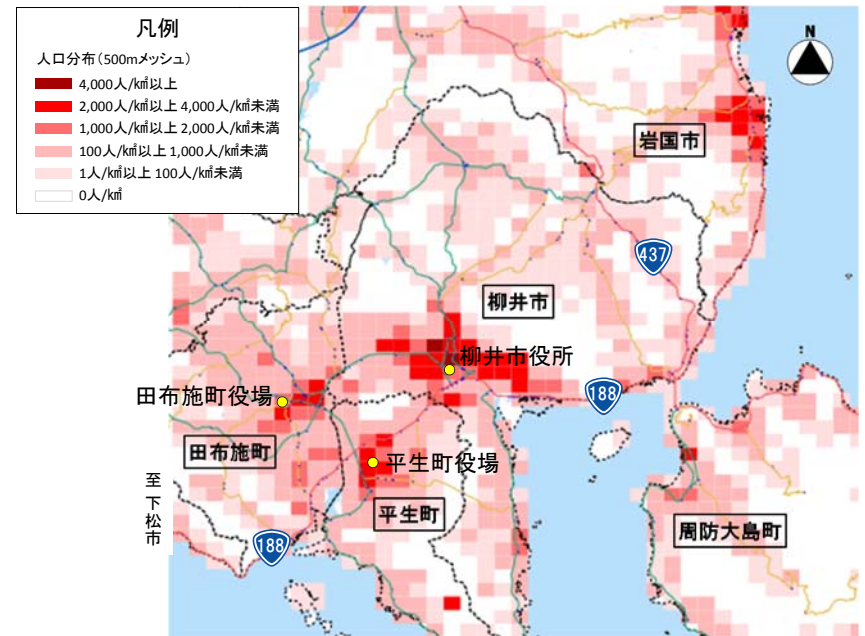 凡例
人口分布（500mメッシュ）
4,000人/㎢以上
2,000人/㎢以上 4,000人/㎢未満
1,000人/㎢以上 2,000人/㎢未満
100人/㎢以上 1,000人/㎢未満
1人/㎢以上 100人/㎢未満
0人/㎢
N
岩国市
437
柳井市
柳井市役所
田布施町役場
188
田布施町
平生町役場
至下松市
平生町
周防大島町
188